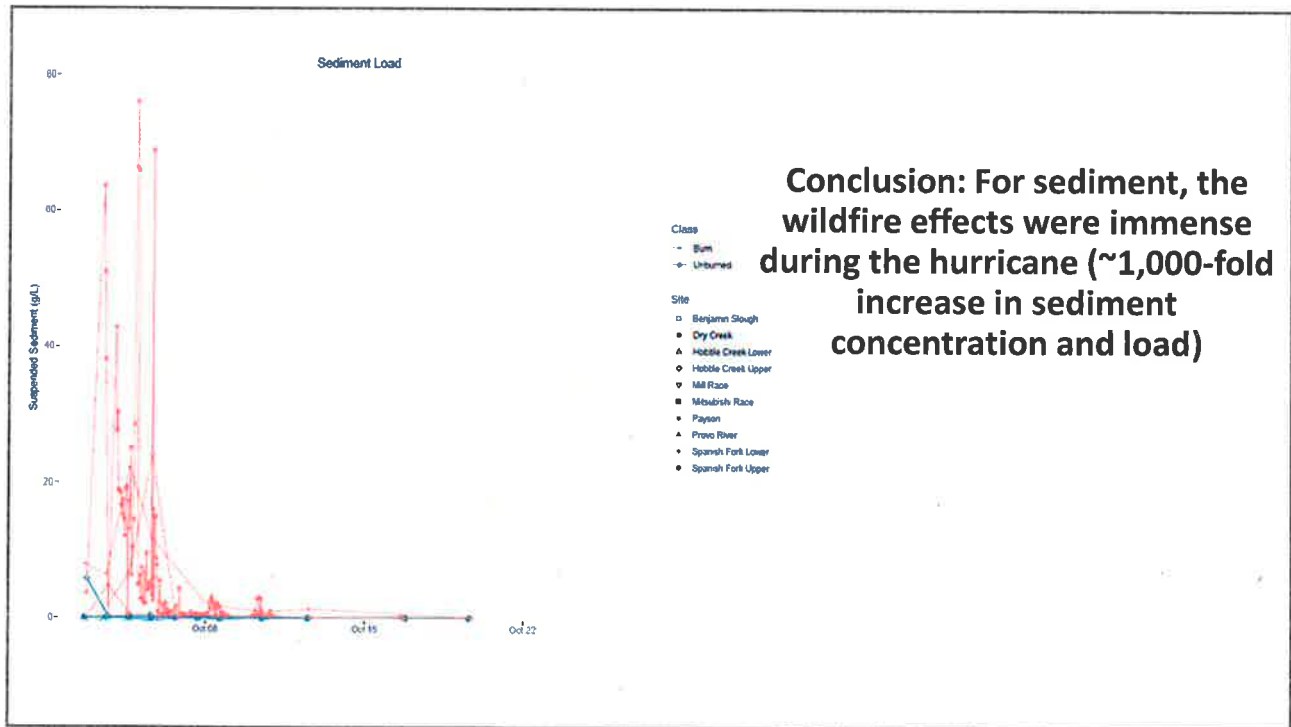 Sediment Load
80-
60-
40-
20-
0-
Suspended Sediment (g/L)
Oct 08
Oct 15
Oct 22
Class
Burn
Unburned
Site
Benjamin Slough
Dry Creek
Hobble Creek Lower
Hobble Creek Upper
Mill Race
Mitsubishi Race
Payson
Provo River
Spanish Fork Lower
Spanish Fork Upper
Conclusion: For sediment, the
wildfire effects were immense
during the hurricane (~1,000-fold
increase in sediment
concentration and load)